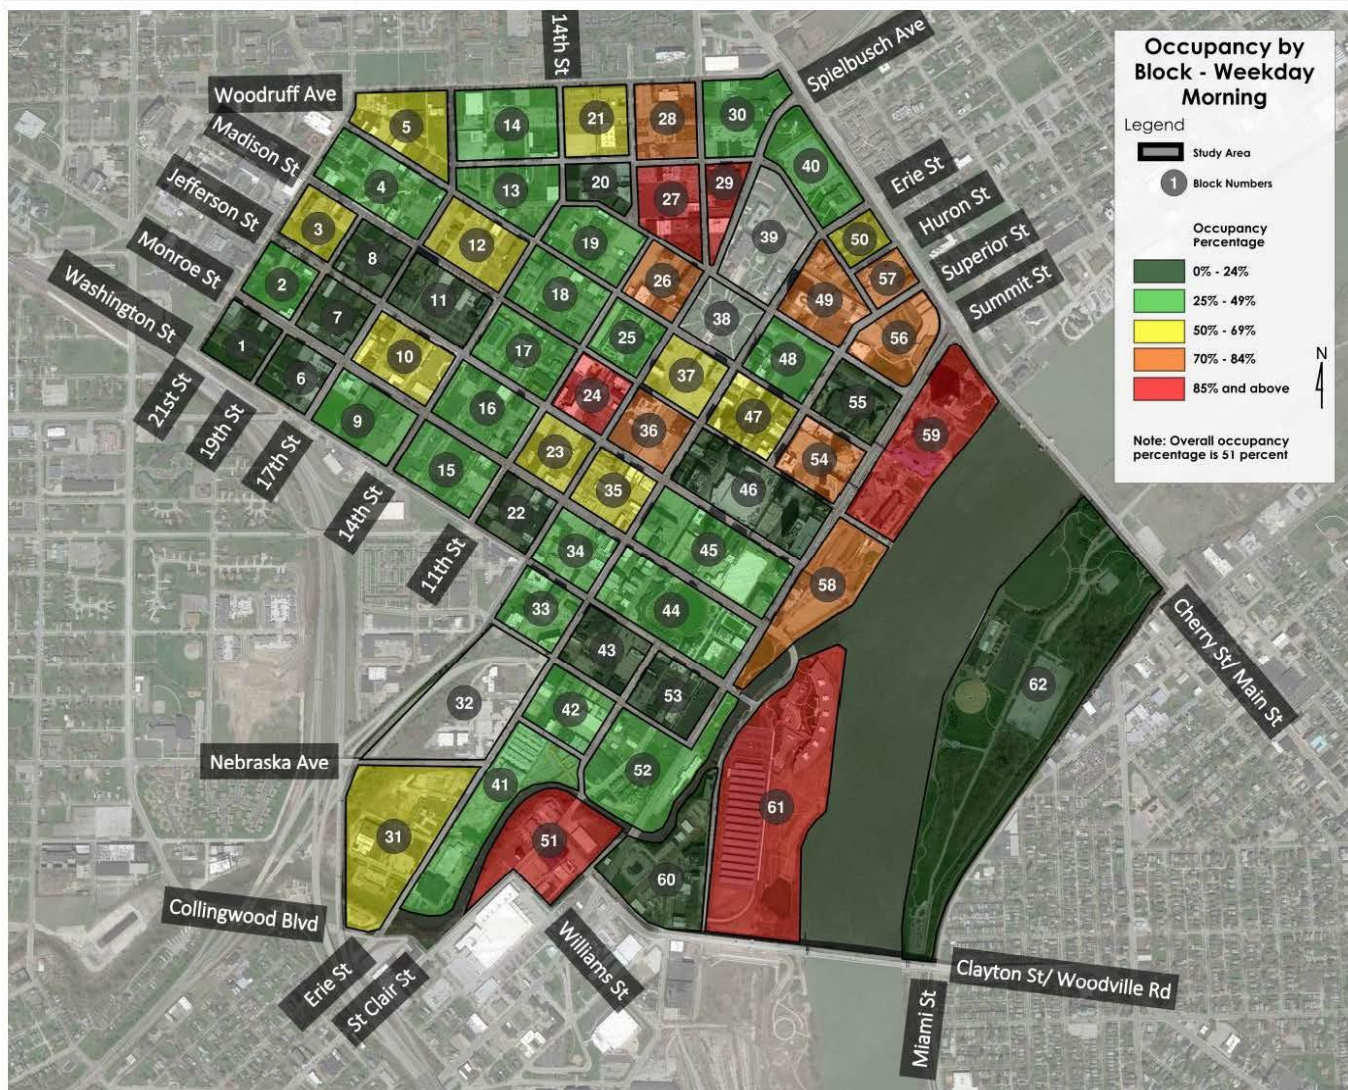 Occupancy by
Block - Weekday
Morning
Legend
Study Area
1 Block Numbers
Occupancy
Percentage
0% - 24%
25% - 49%
50% - 69%
70% - 84%
85% and above
N
Note: Overall occupancy
percentage is 51 percent
14th St
Spielbusch Ave
Woodruff Ave
Madison St
Jefferson St
Monroe St
Washington St
21st St
19th St
17th St
14th St
11th St
Erie St
Huron St
Superior St
Summit St
Cherry St/ Main St
Nebraska Ave
Collingwood Blvd
Erie St
St Clair St
Williams St
Miami St
Clayton St/ Woodville Rd
1
2
3
4
5
6
7
8
9
10
11
12
13
14
15
16
17
18
19
20
21
22
23
24
25
26
27
28
29
30
31
32
33
34
35
36
37
38
39
40
41
42
43
44
45
46
47
48
49
50
51
52
53
54
55
56
57
58
59
60
61
62